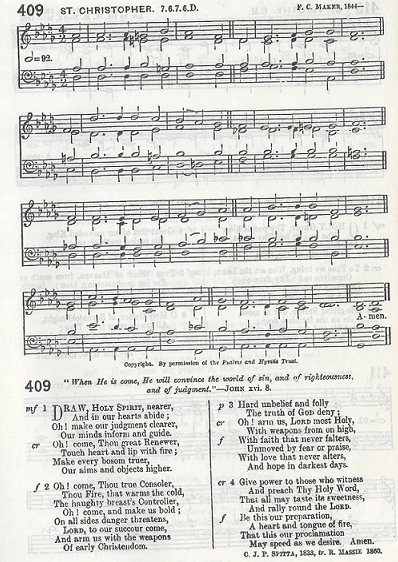 409 ST. CHRISTOPHER. 7.6.7.6.D. F. C. MAKER, 1844—
=92.
A- men.
Copyright. By permission of the Psalms and Hymns Trust.
409
"When He is come, He will convince the world of sin, and of righteousness,
and of judgment."—JOHN xvi. 8.
mf 1 DRAW, HOLY SPIRIT, nearer,
And in our hearts abide;
Oh! make our judgment clearer,
Our minds inform and guide.
cr Oh! come, Thou great Renewer,
Touch heart and lip with fire;
Make every bosom truer,
Our aims and objects higher.
f 2 Oh! come, Thou true Consoler,
Thou Fire, that warms the cold,
The haughty breast's Controller,
Oh! come, and make us bold;
On all sides danger threatens,
LORD, to our succour come,
And arm us with the weapons
Of early Christendom.
p 3 Hard unbelief and folly
The truth of GOD deny;
cr Oh! arm us, LORD most Holy,
With weapons from on high,
f With faith that never falters,
Unmoved by fear or praise,
With love that never alters,
And hope in darkest days.
cr 4 Give power to those who witness
And preach Thy Holy Word,
That all may taste its sweetness,
And rally round the LORD.
f Be this our preparation,
A heart and tongue of fire,
That this our proclamation
May speed as we desire. Amen.
C. J. P. SPITTA, 1833, tr. R. MASSIE 1860.